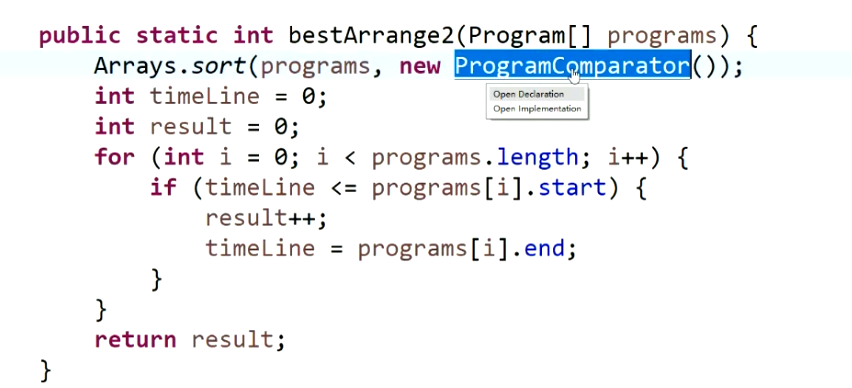 public static int bestArrange2(Program[] programs) {
Arrays.sort(programs, new ProgramComparator());
Open Declaration
Open Implementation
int timeLine = 0;
int result = 0;
for (int i = 0; i < programs.length; i++) {
if (timeLine <= programs[i].start) {
result++;
timeLine = programs[i].end;
}
}
return result;
}